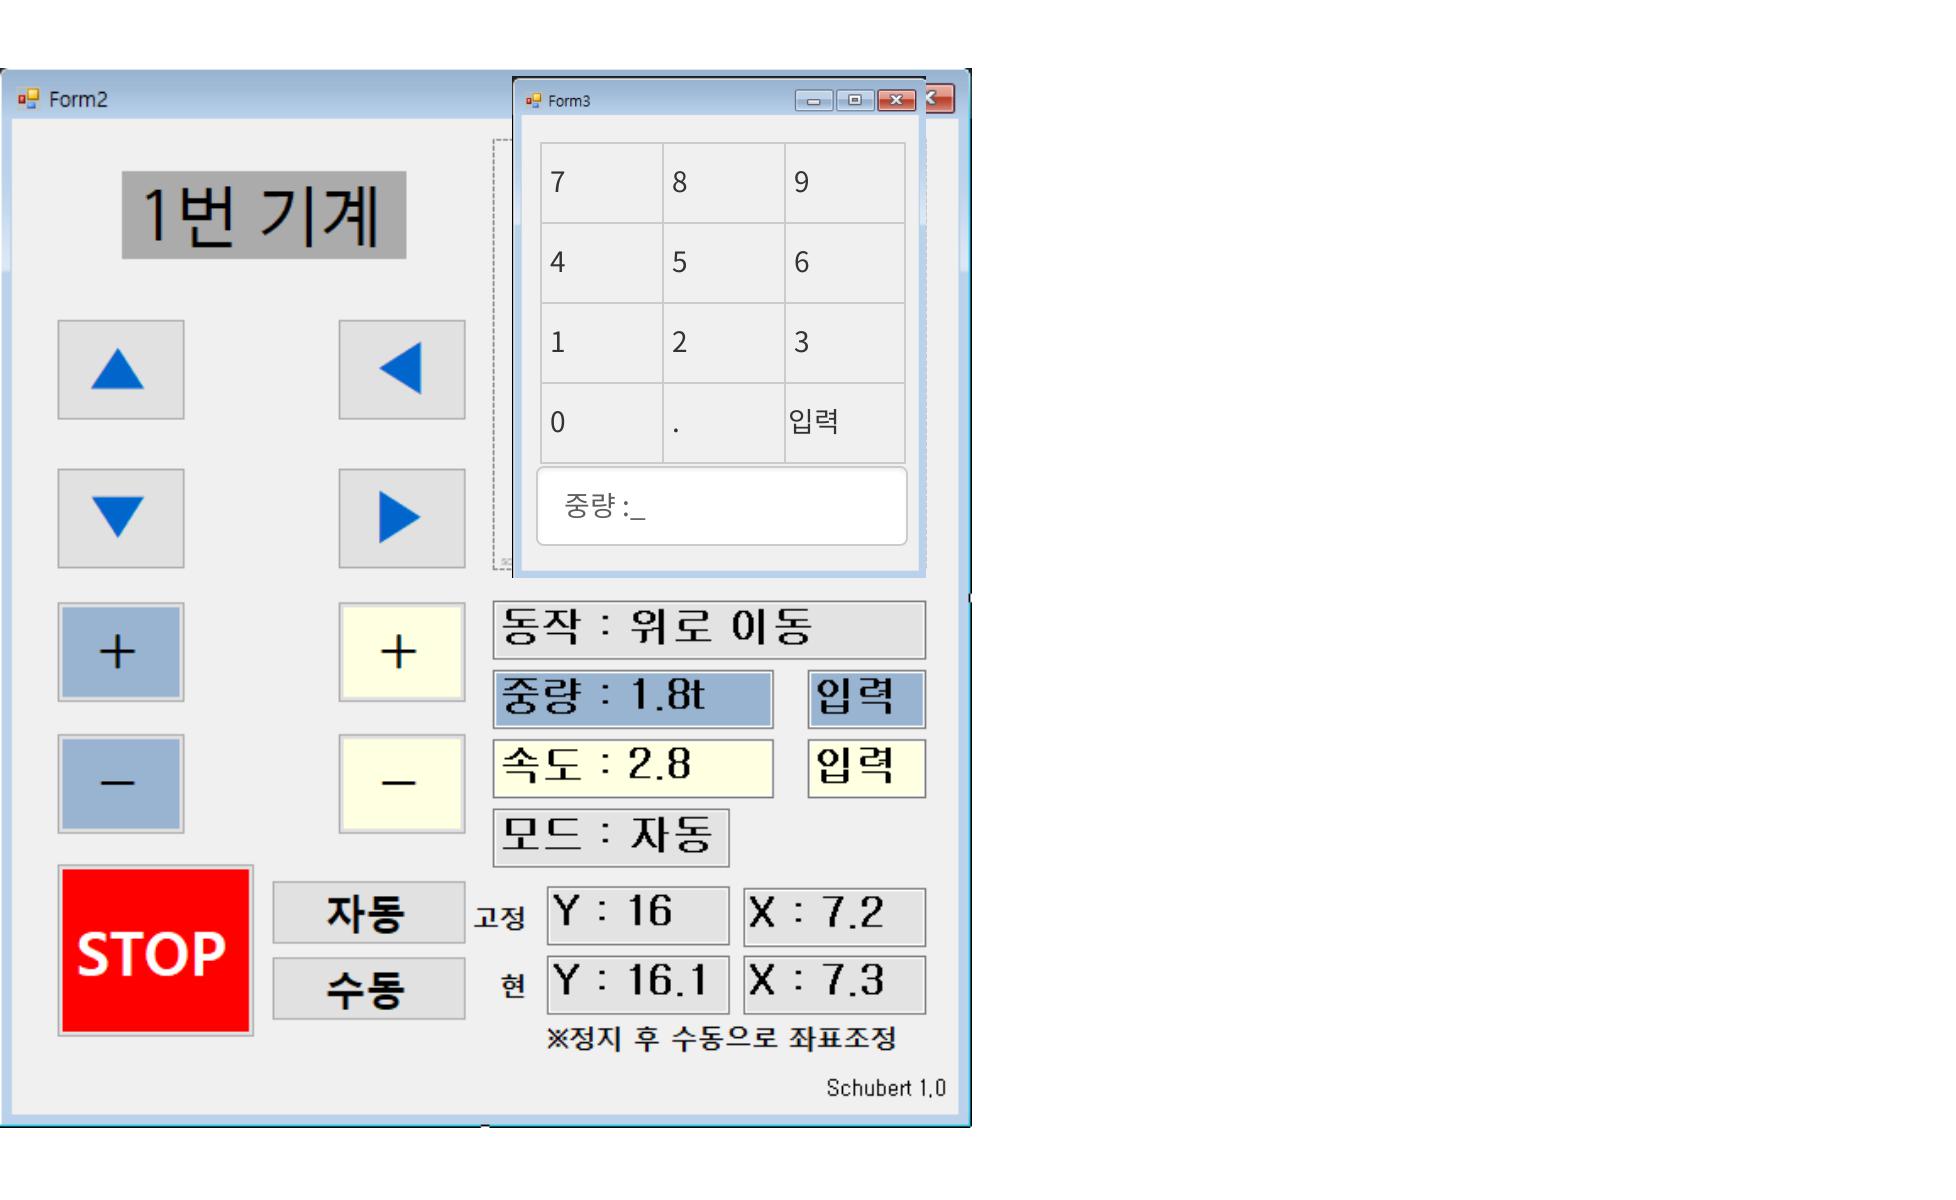 Form2
Form3
1번 기계
7 8 9
4 5 6
1 2 3
0 . 입력
중량 :_
+ +
동작 : 위로 이동
중량 : 1.8t 입력
속도 : 2.8 입력
− −
모드 : 자동
STOP
자동
수동
고정 Y : 16 X : 7.2
현 Y : 16.1 X : 7.3
※정지 후 수동으로 좌표조정
Schubert 1.0